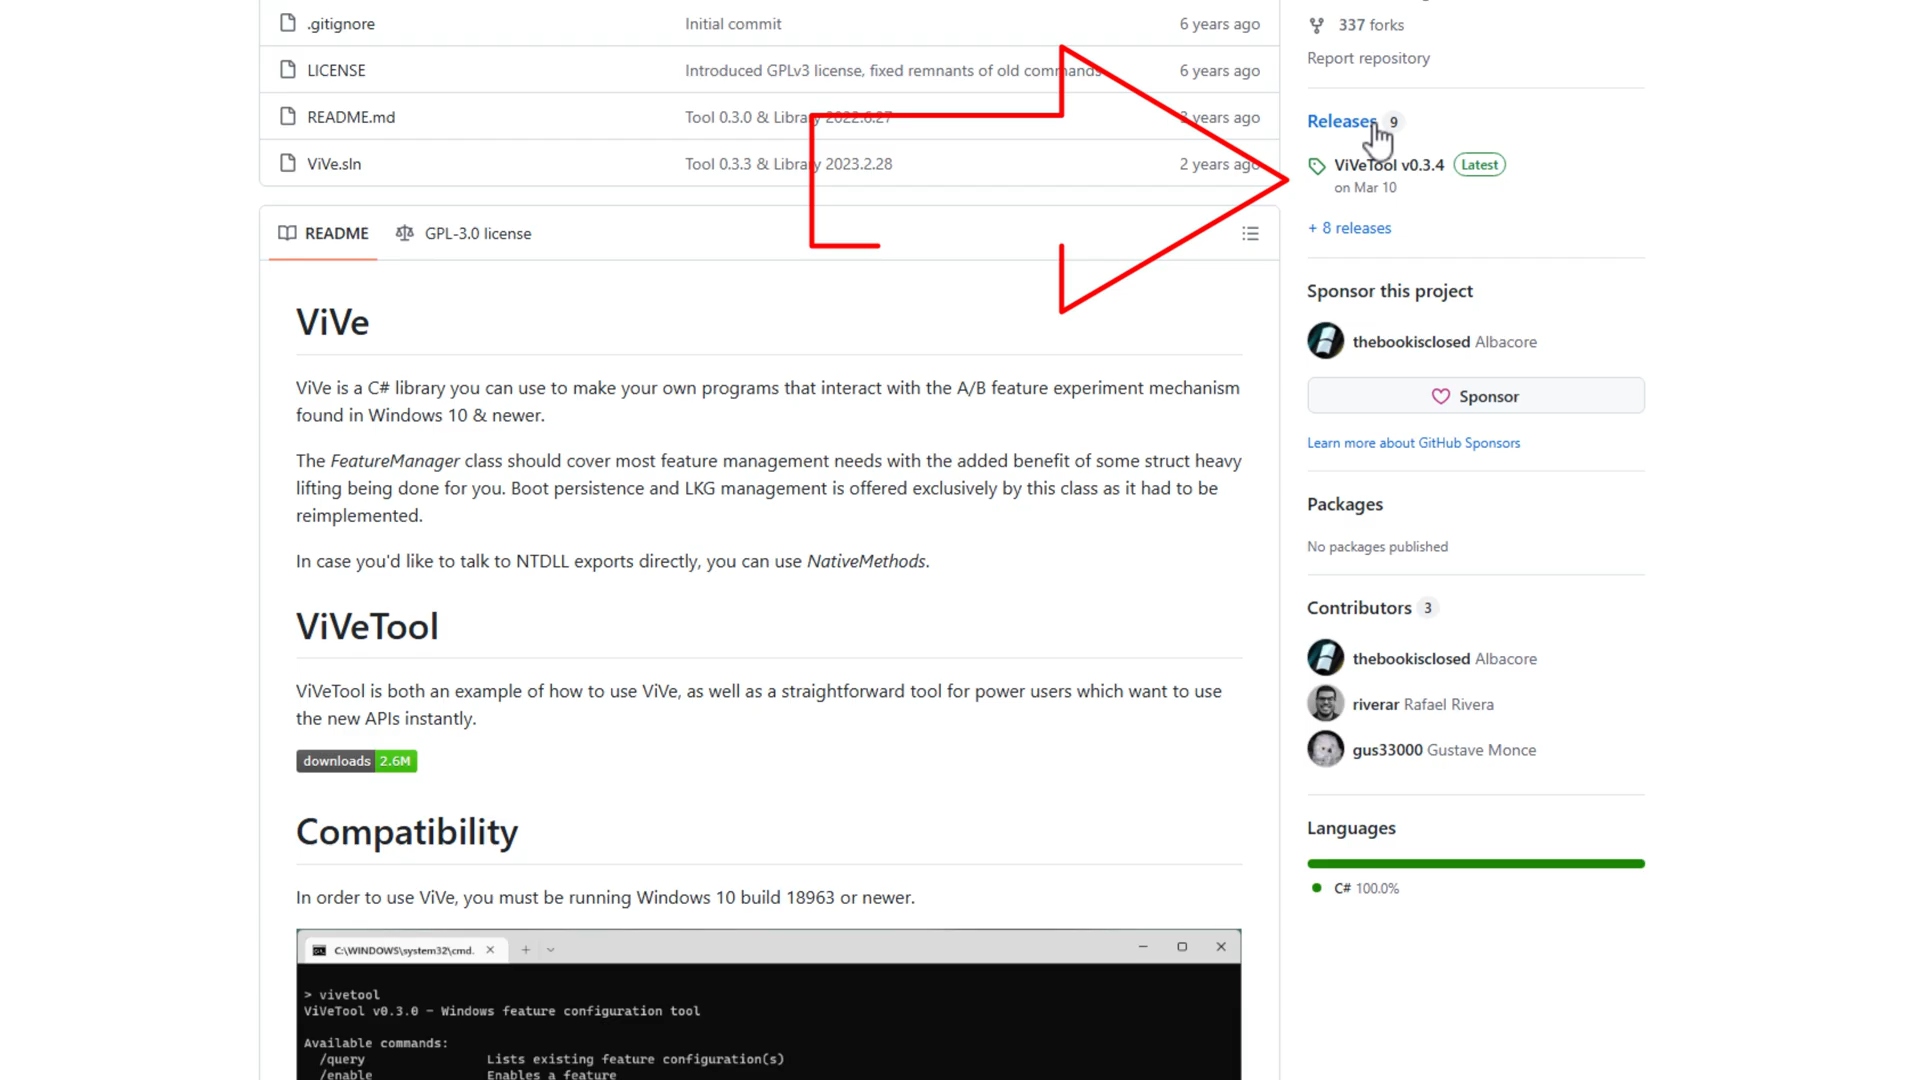 .gitignore Initial commit 6 years ago
LICENSE Introduced GPLv3 license, fixed remnants of old commands 6 years ago
README.md Tool 0.3.0 & Library 2022.6.27 years ago
ViVe.sln Tool 0.3.3 & Library 2023.2.28 2 years ago
README GPL-3.0 license
ViVe
ViVe is a C# library you can use to make your own programs that interact with the A/B feature experiment mechanism
found in Windows 10 & newer.
The FeatureManager class should cover most feature management needs with the added benefit of some struct heavy
lifting being done for you. Boot persistence and LKG management is offered exclusively by this class as it had to be
reimplemented.
In case you'd like to talk to NTDLL exports directly, you can use NativeMethods.
ViVeTool
ViVeTool is both an example of how to use ViVe, as well as a straightforward tool for power users which want to use
the new APIs instantly.
downloads 2.6M
Compatibility
In order to use ViVe, you must be running Windows 10 build 18963 or newer.
C:\WINDOWS\system32\cmd.
> vivetool
ViVeTool v0.3.0 - Windows feature configuration tool
Available commands:
/query Lists existing feature configuration(s)
/enable Enables a feature
337 forks
Report repository
Releases 9
ViVeTool v0.3.4 Latest
on Mar 10
+ 8 releases
Sponsor this project
thebookisclosed Albacore
Sponsor
Learn more about GitHub Sponsors
Packages
No packages published
Contributors 3
thebookisclosed Albacore
riverar Rafael Rivera
gus33000 Gustave Monce
Languages
C# 100.0%